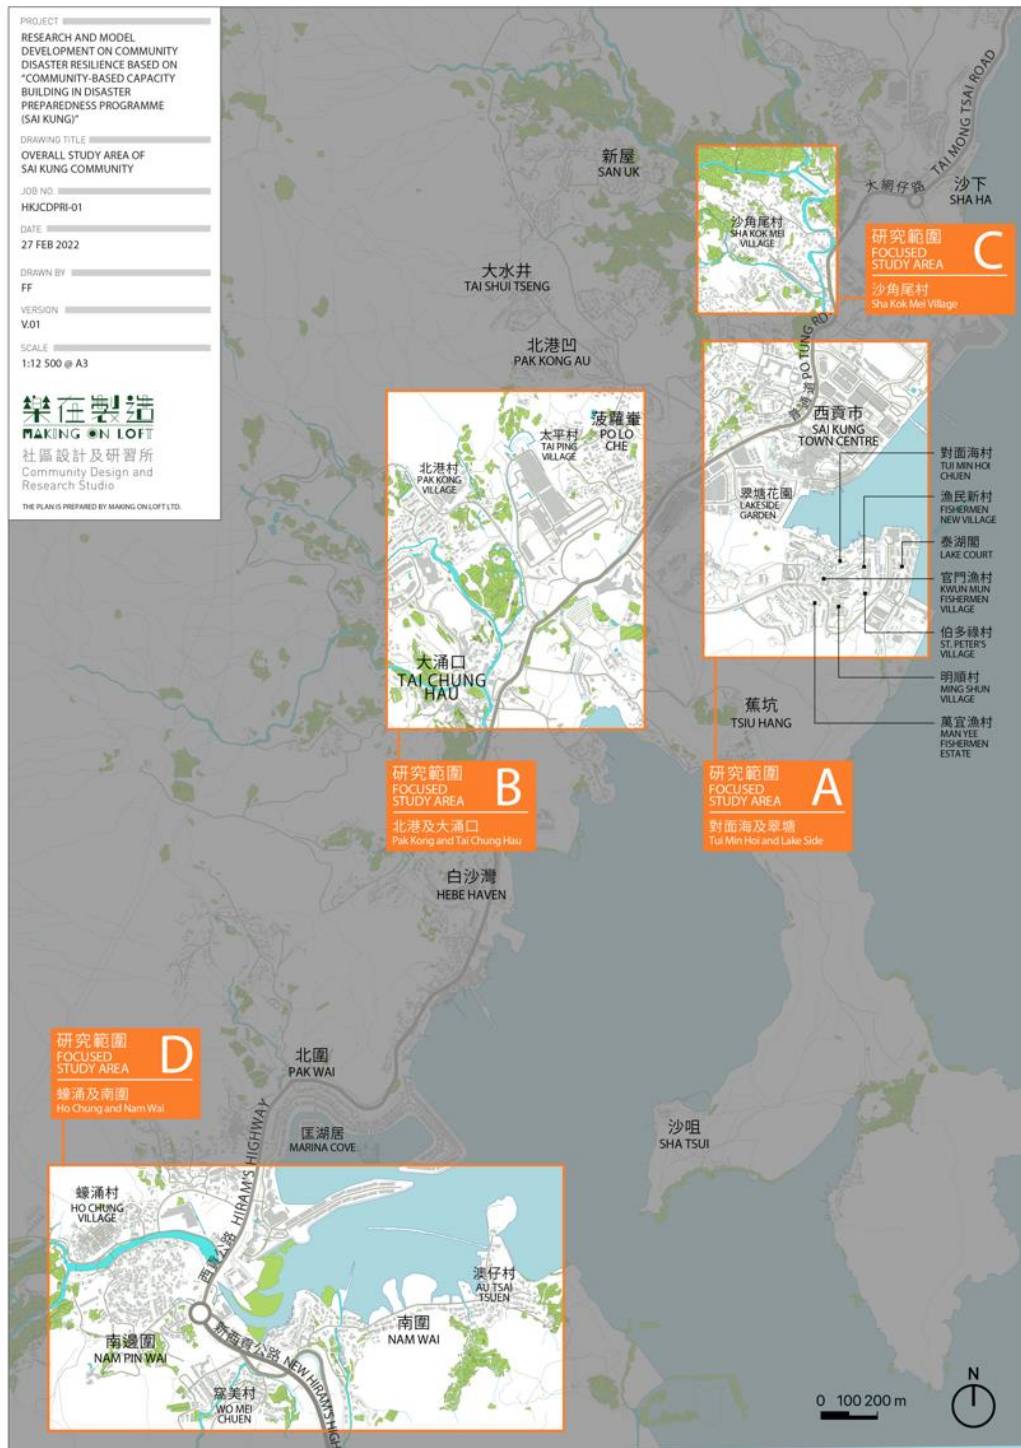 PROJECT
RESEARCH AND MODEL
DEVELOPMENT ON COMMUNITY
DISASTER RESILIENCE BASED ON
"COMMUNITY-BASED CAPACITY
BUILDING IN DISASTER
PREPAREDNESS PROGRAMME
(SAI KUNG)"
DRAWING TITLE
OVERALL STUDY AREA OF
SAI KUNG COMMUNITY
JOB NO.
HKJCDPRI-01
DATE
27 FEB 2022
DRAWN BY
FF
VERSION
V.01
SCALE
1:12 500 @ A3
樂在製造
MAKING ON LOFT
社區設計及研習所
Community Design and
Research Studio
THE PLAN IS PREPARED BY MAKING ON LOFT LTD.
新屋
SAN UK
大網仔路 TAI MONG TSAI ROAD
沙下
SHA HA
沙角尾村
SHA KOK MEI
VILLAGE
研究範圍
FOCUSED
STUDY AREA
C
沙角尾村
Sha Kok Mei Village
大水井
TAI SHUI TSENG
北港凹
PAK KONG AU
普通道 PO TUNG RD.
西貢市
SAI KUNG
TOWN CENTRE
翠塘花園
LAKESIDE
GARDEN
對面海村
TUI MIN HOI
CHUEN
漁民新村
FISHERMEN
NEW VILLAGE
泰湖閣
LAKE COURT
官門漁村
KWUN MUN
FISHERMEN
VILLAGE
伯多祿村
ST. PETER'S
VILLAGE
明順村
MING SHUN
VILLAGE
萬宜漁村
MAN YEE
FISHERMEN
ESTATE
菠蘿輋
PO LO
CHE
太平村
TAI PING
VILLAGE
北港村
PAK KONG
VILLAGE
大涌口
TAI CHUNG
HAU
蕉坑
TSIU HANG
研究範圍
FOCUSED
STUDY AREA
B
北港及大涌口
Pak Kong and Tai Chung Hau
研究範圍
FOCUSED
STUDY AREA
A
對面海及翠塘
Tui Min Hoi and Lake Side
白沙灣
HEBE HAVEN
研究範圍
FOCUSED
STUDY AREA
D
蠔涌及南圍
Ho Chung and Nam Wai
北圍
PAK WAI
匡湖居
MARINA COVE
沙咀
SHA TSUI
蠔涌村
HO CHUNG
VILLAGE
西貢公路 HIRAM'S HIGHWAY
澳仔村
AU TSAI
TSUEN
南圍
NAM WAI
南邊圍
NAM PIN WAI
新西貢公路 NEW HIRAM'S HIGH
窩美村
WO MEI
CHUEN
0 100 200 m
N